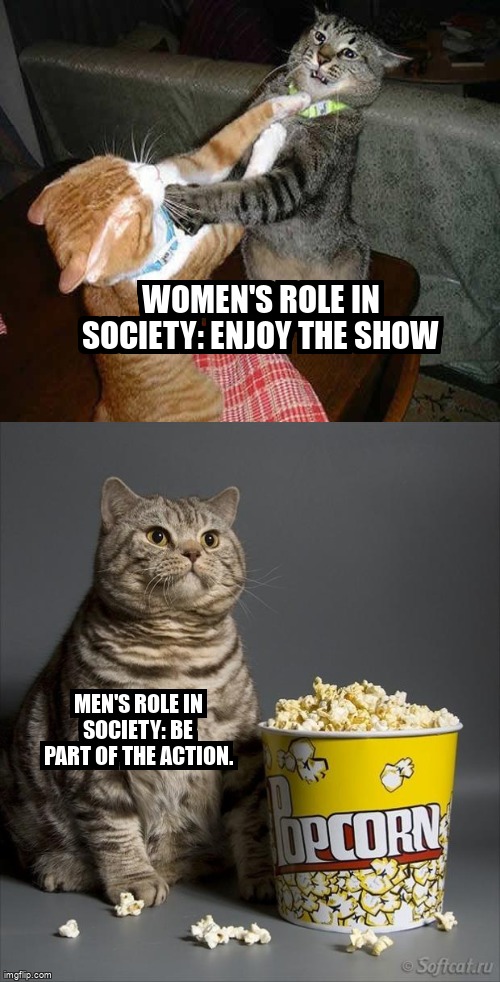 WOMEN'S ROLE IN
SOCIETY: ENJOY THE SHOW
MEN'S ROLE IN
SOCIETY: BE
PART OF THE ACTION.
POPCORN
© Softcat.ru
imgflip.com